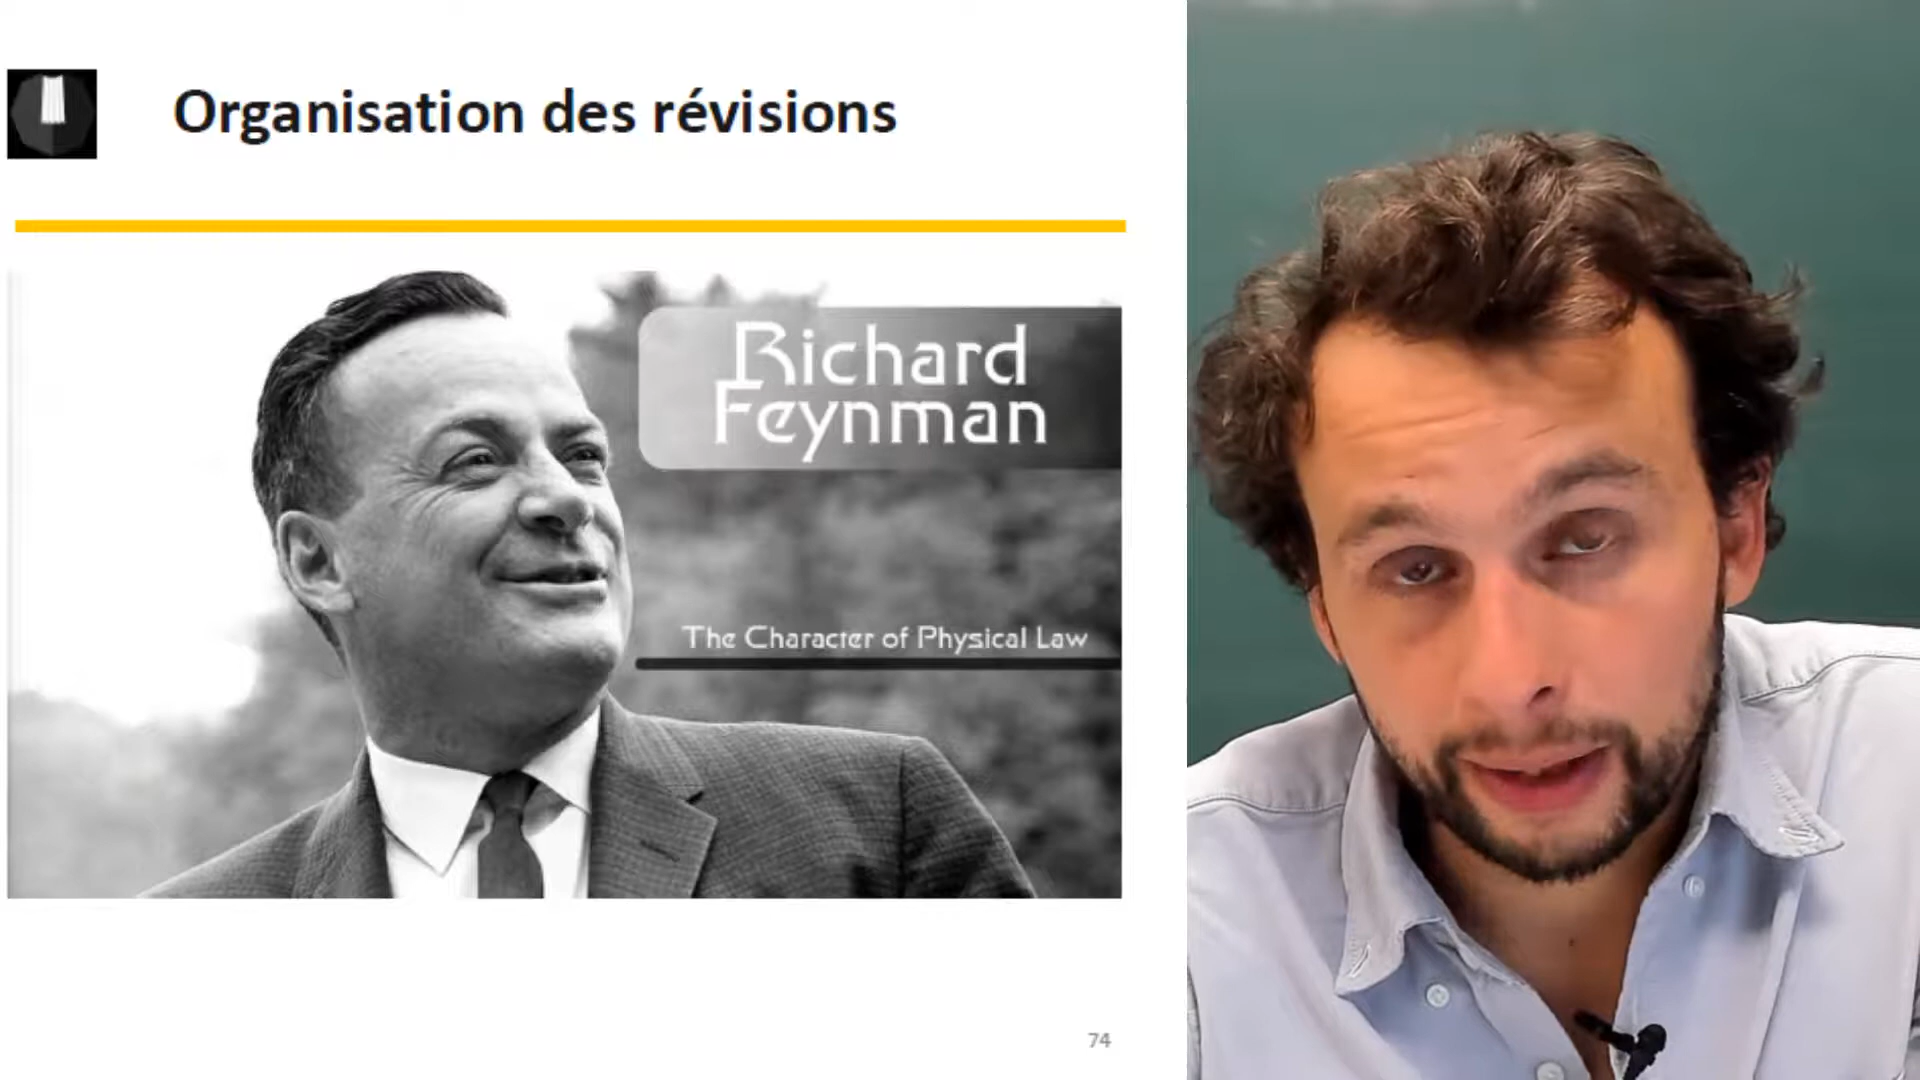 Organisation des révisions
Richard
Feynman
The Character of Physical Law
74